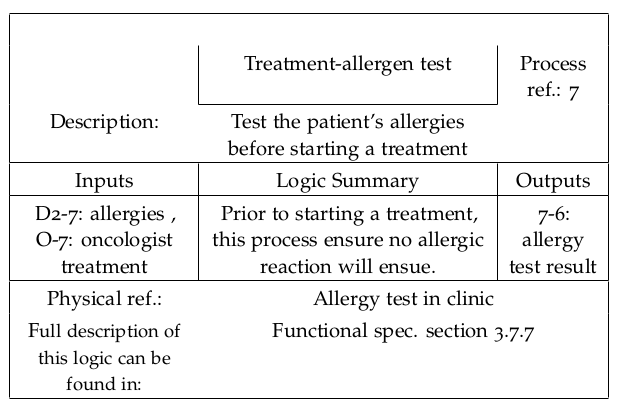 Treatment-allergen test
Process
ref.: 7
Description:
Test the patient's allergies
before starting a treatment
Inputs
Logic Summary
Outputs
D2-7: allergies ,
O-7: oncologist
treatment
Prior to starting a treatment,
this process ensure no allergic
reaction will ensue.
7-6:
allergy
test result
Physical ref.:
Allergy test in clinic
Full description of
this logic can be
found in:
Functional spec. section 3.7.7